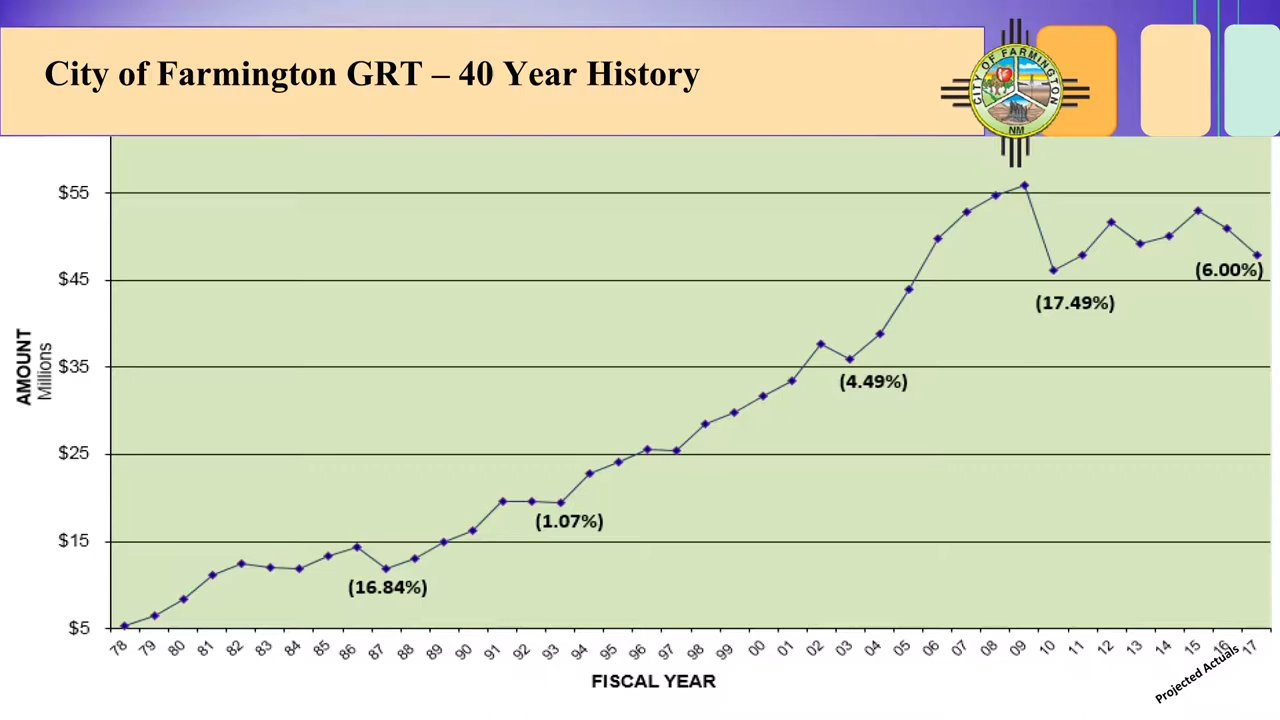 City of Farmington GRT – 40 Year History
CITY OF FARMINGTON
NM
$55
$45
$35
$25
$15
$5
AMOUNT
Millions
(16.84%)
(1.07%)
(4.49%)
(17.49%)
(6.00%)
78 79 80 81 82 83 84 85 86 87 88 89 90 91 92 93 94 95 96 97 98 99 00 01 02 03 04 05 06 07 08 09 10 11 12 13 14 15 16 17
Projected Actuals
FISCAL YEAR